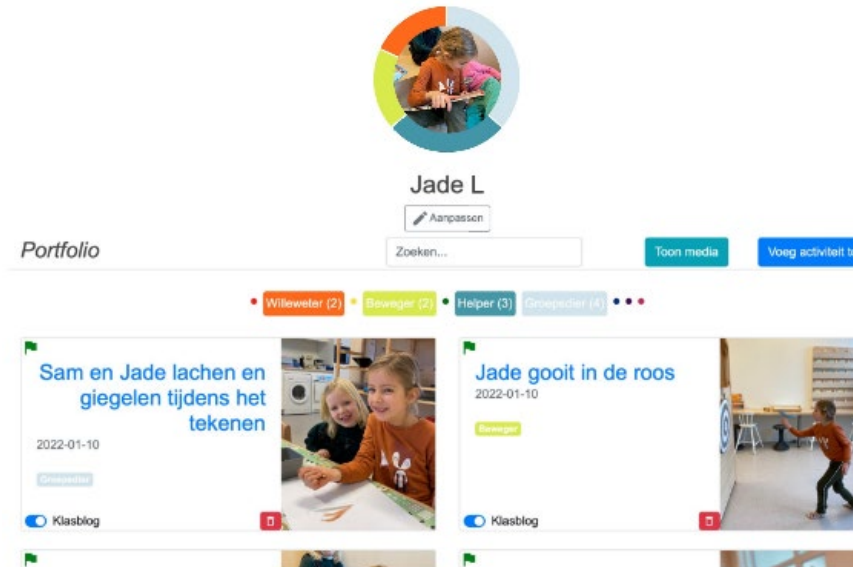 Jade L
Aanpassen
Portfolio
Zoeken...
Toon media
Voeg activiteit t
Willeweter (2)
Beweger (2)
Helper (3)
Groepsdier (4)
Sam en Jade lachen en
giegelen tijdens het
tekenen
2022-01-10
Groepsdier
Klasblog
Jade gooit in de roos
2022-01-10
Beweger
Klasblog